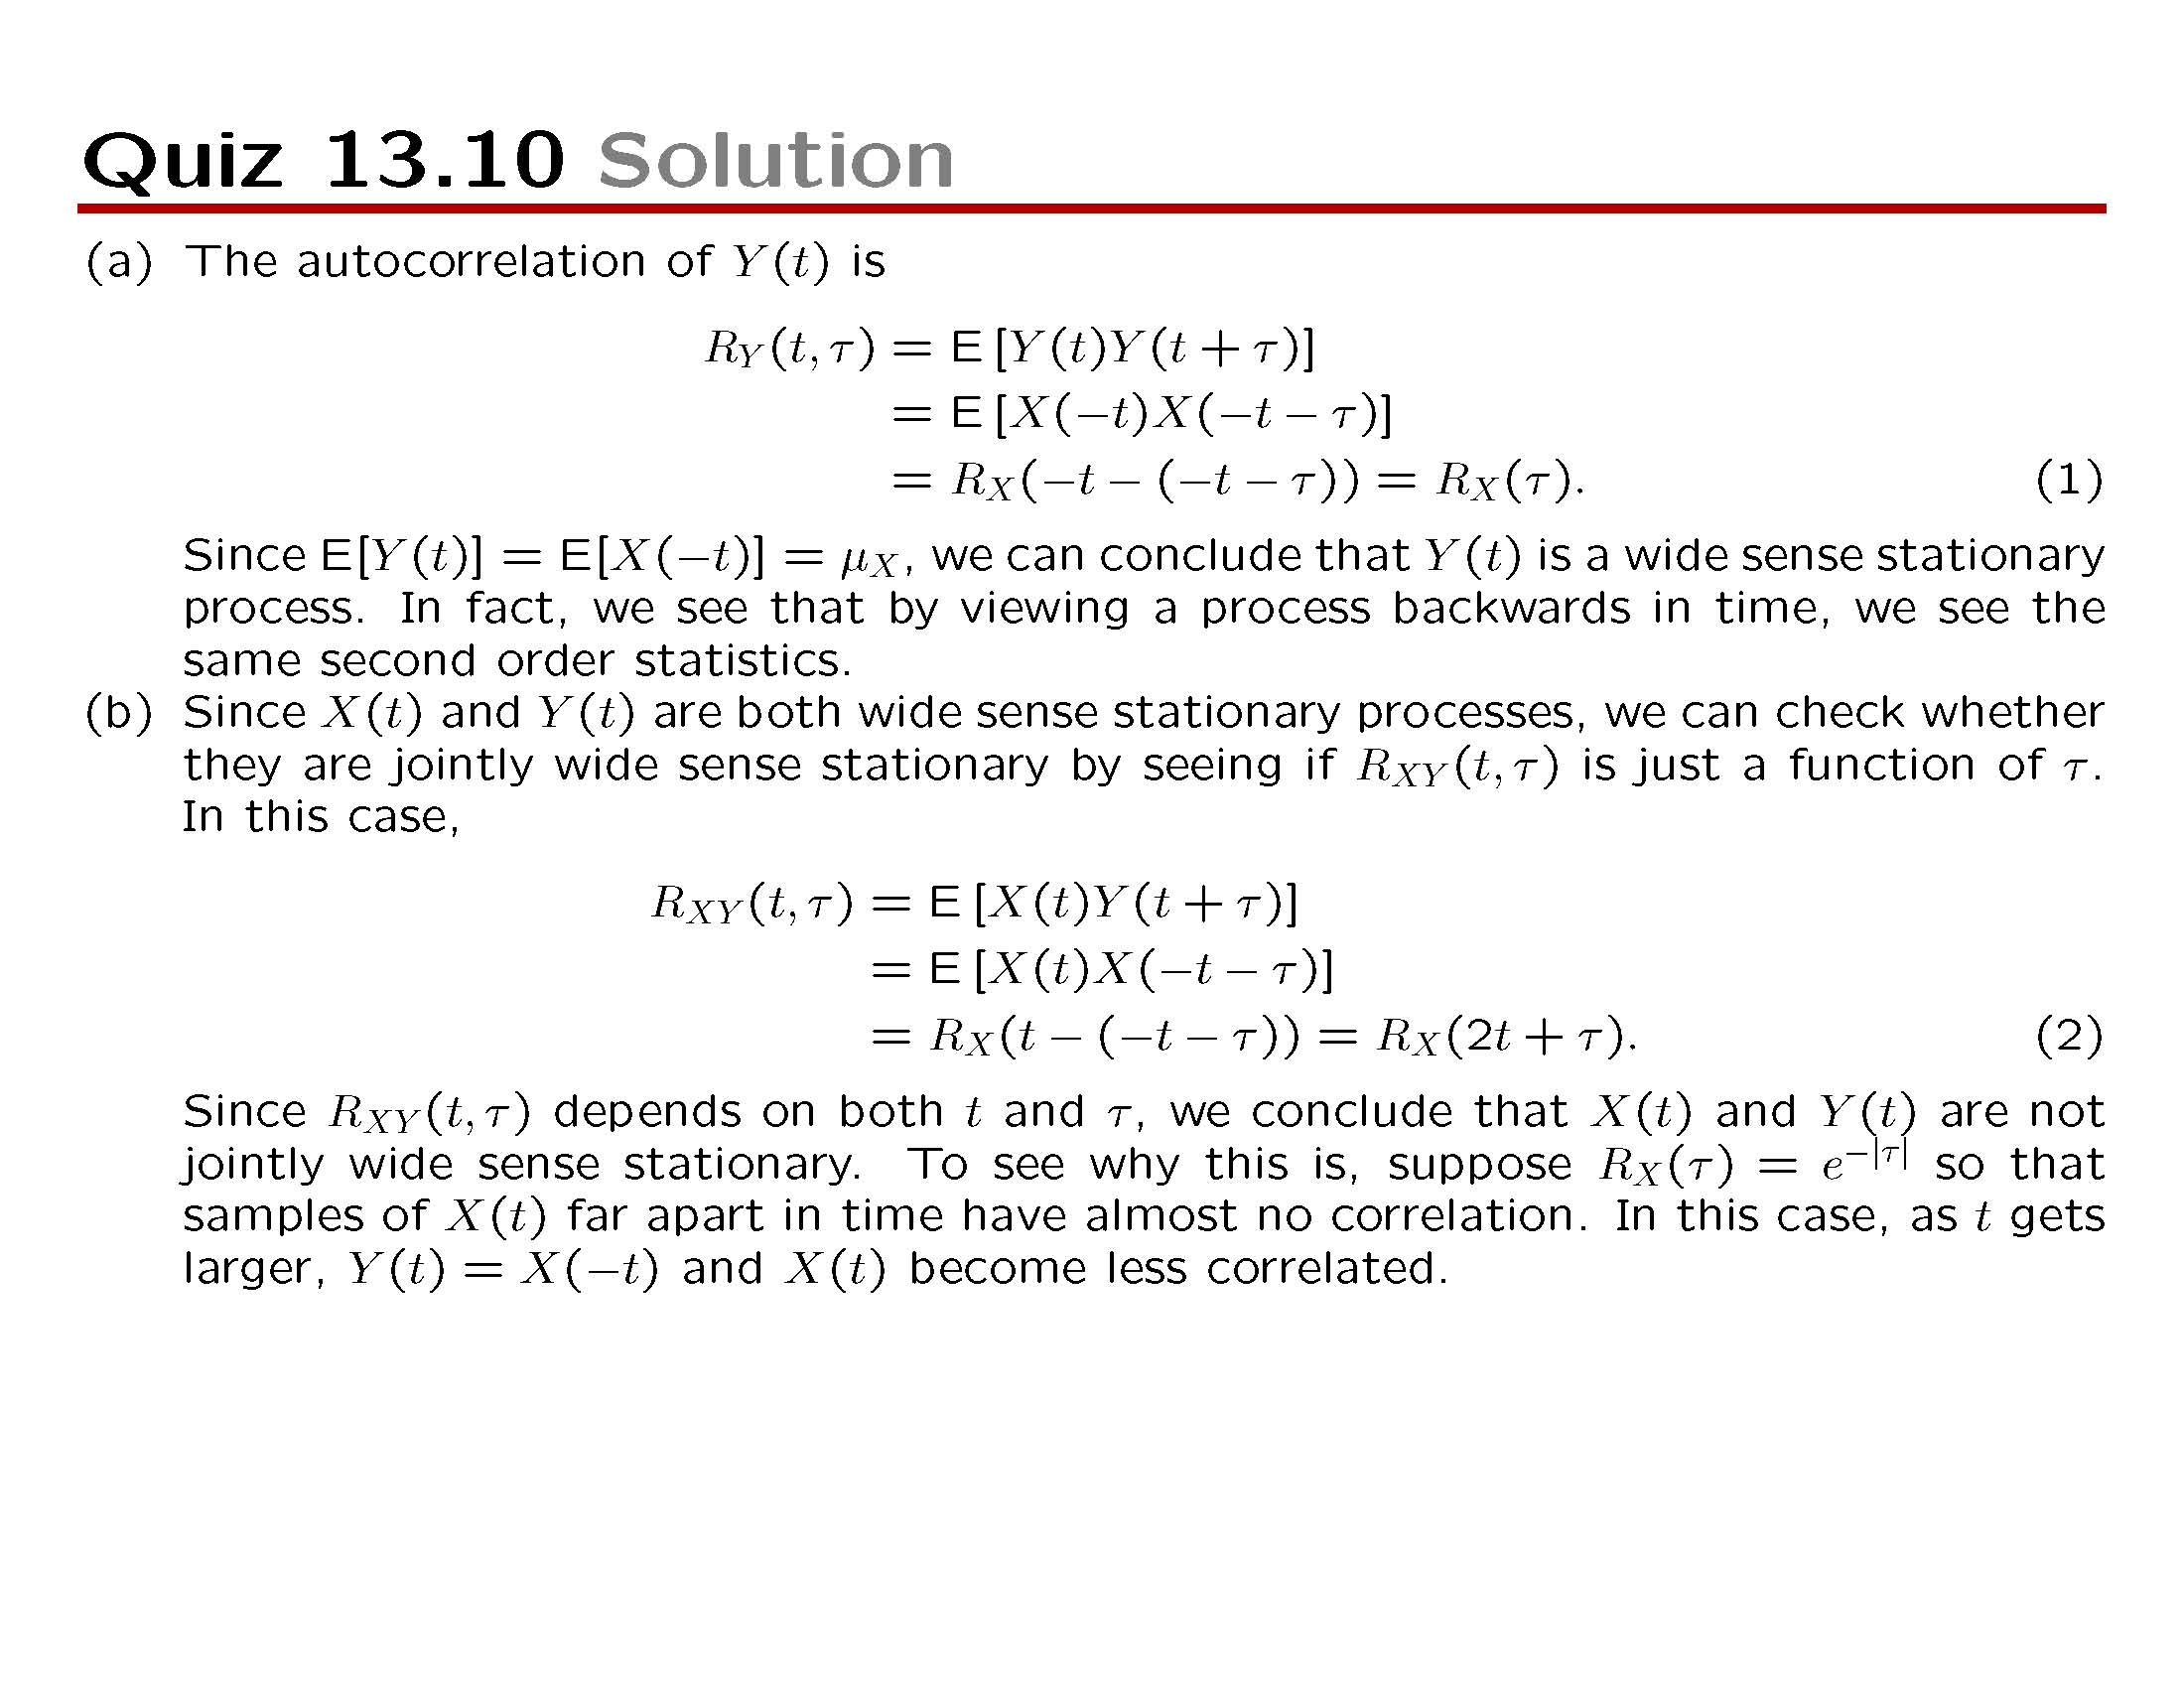 Quiz 13.10 Solution
(a) The autocorrelation of Y(t) is
R_Y(t, τ) = E [Y(t)Y(t + τ)]
= E [X(−t)X(−t − τ)]
= R_X(−t − (−t − τ)) = R_X(τ). (1)
Since E[Y(t)] = E[X(−t)] = μ_X, we can conclude that Y(t) is a wide sense stationary
process. In fact, we see that by viewing a process backwards in time, we see the
same second order statistics.
(b) Since X(t) and Y(t) are both wide sense stationary processes, we can check whether
they are jointly wide sense stationary by seeing if R_{XY}(t, τ) is just a function of τ.
In this case,
R_{XY}(t, τ) = E [X(t)Y(t + τ)]
= E [X(t)X(−t − τ)]
= R_X(t − (−t − τ)) = R_X(2t + τ). (2)
Since R_{XY}(t, τ) depends on both t and τ, we conclude that X(t) and Y(t) are not
jointly wide sense stationary. To see why this is, suppose R_X(τ) = e^{−|τ|} so that
samples of X(t) far apart in time have almost no correlation. In this case, as t gets
larger, Y(t) = X(−t) and X(t) become less correlated.